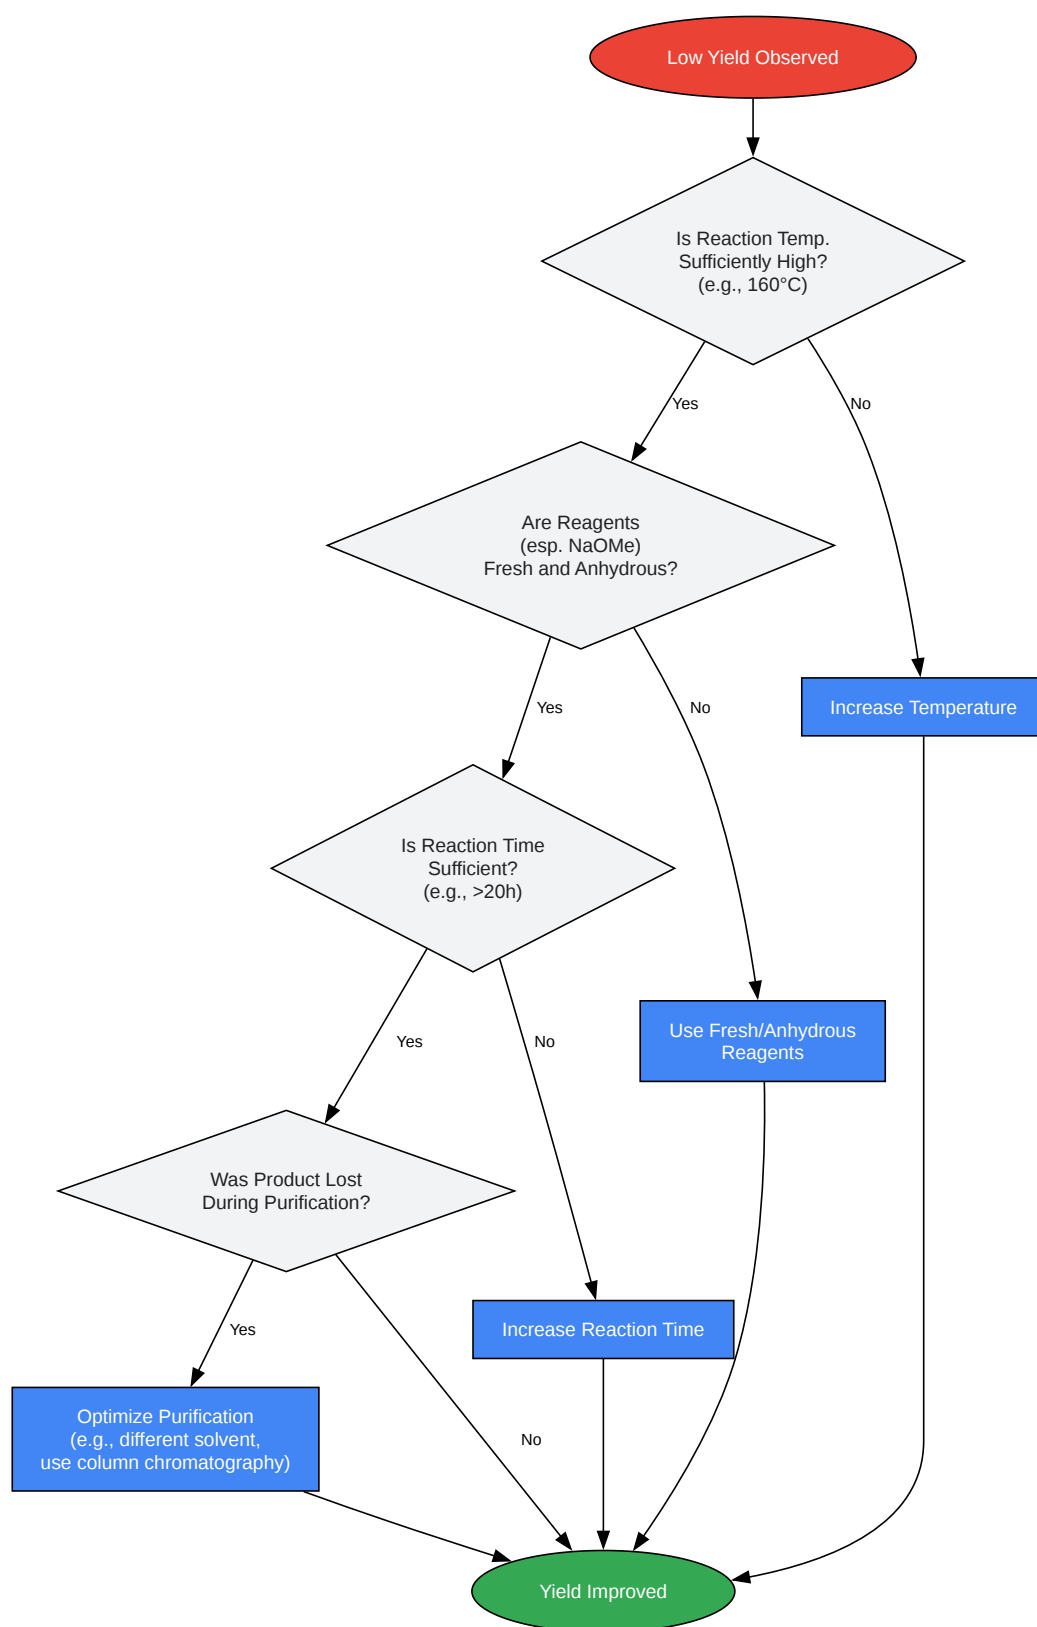 Low Yield Observed
Is Reaction Temp.
Sufficiently High?
(e.g., 160°C)
Yes
No
Are Reagents
(esp. NaOMe)
Fresh and Anhydrous?
Yes
No
Increase Temperature
Is Reaction Time
Sufficient?
(e.g., >20h)
Yes
No
Use Fresh/Anhydrous
Reagents
Was Product Lost
During Purification?
Yes
No
Increase Reaction Time
Optimize Purification
(e.g., different solvent,
use column chromatography)
Yield Improved